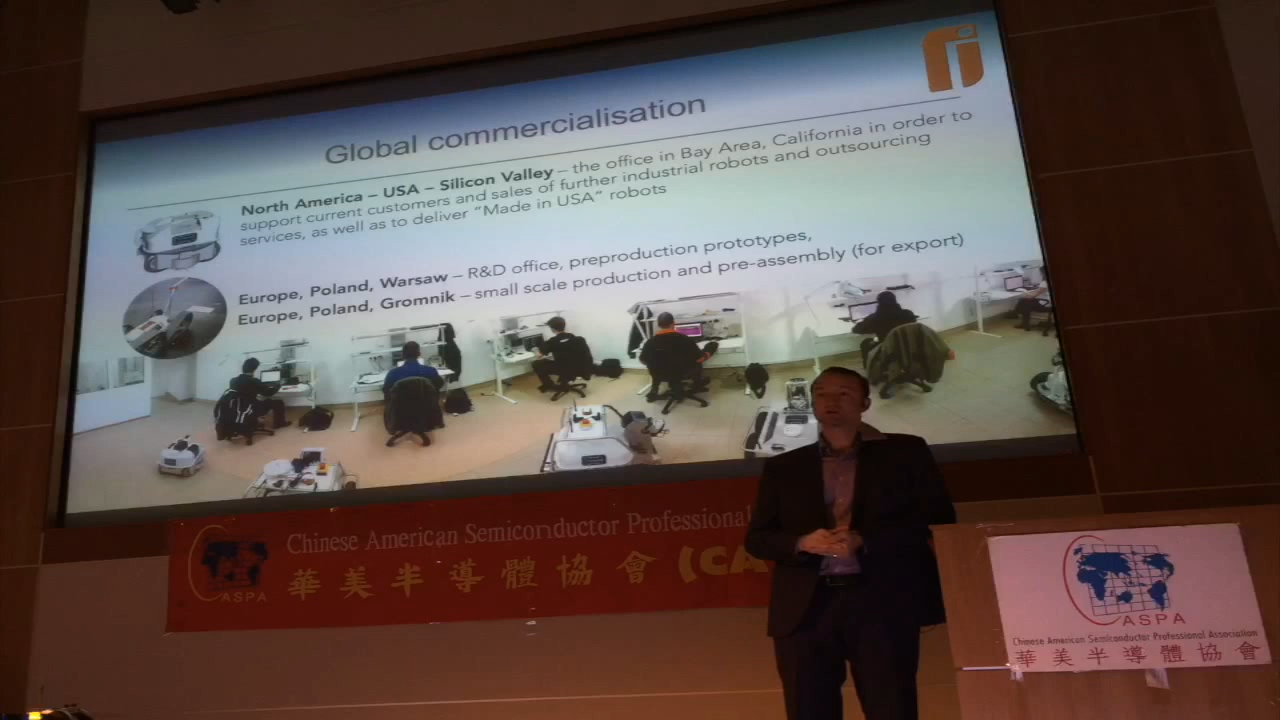 Global commercialisation
North America – USA – Silicon Valley – the office in Bay Area, California in order to
support current customers and sales of further industrial robots and outsourcing
services, as well as to deliver "Made in USA" robots
Europe, Poland, Warsaw – R&D office, preproduction prototypes,
Europe, Poland, Gromnik – small scale production and pre-assembly (for export)
Chinese American Semiconductor Professional
華美半導體協會 (CA
CASPA
CASPA
Chinese American Semiconductor Professional Association
華美半導體協會